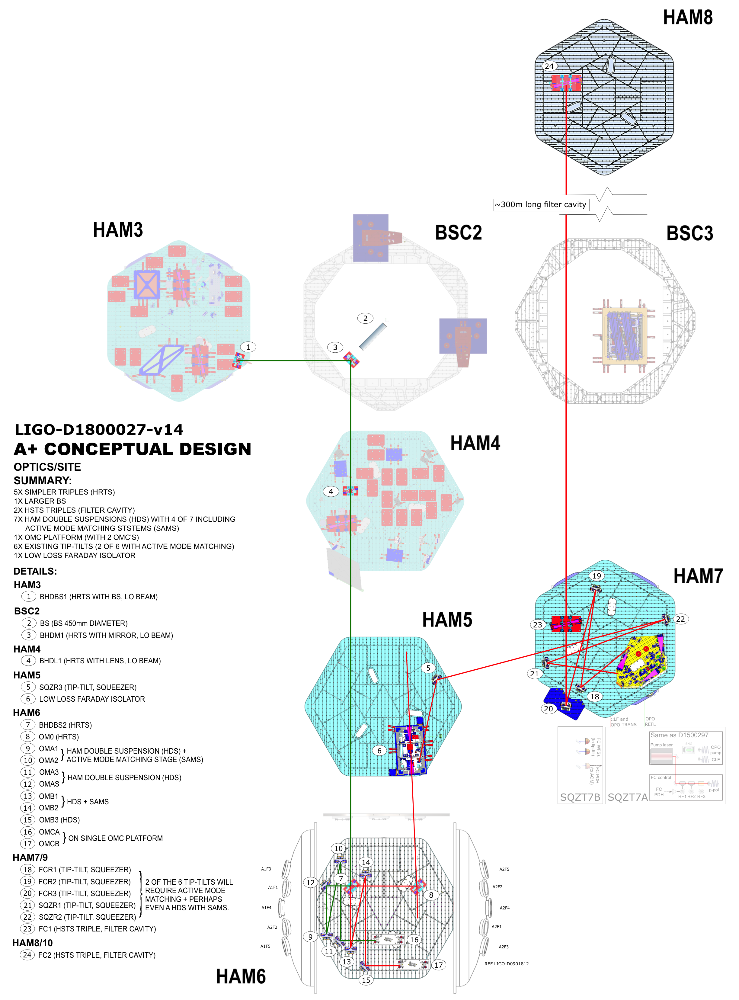 HAM8
24
~300m long filter cavity
HAM3
BSC2
BSC3
2
1
3
LIGO-D1800027-v14
A+ CONCEPTUAL DESIGN
HAM4
OPTICS/SITE
SUMMARY:
5X SIMPLER TRIPLES (HRTS)
1X LARGER BS
2X HSTS TRIPLES (FILTER CAVITY)
7X HAM DOUBLE SUSPENSIONS (HDS) WITH 4 OF 7 INCLUDING
ACTIVE MODE MATCHING STSTEMS (SAMS)
1X OMC PLATFORM (WITH 2 OMC'S)
6X EXISTING TIP-TILTS (2 OF 6 WITH ACTIVE MODE MATCHING)
1X LOW LOSS FARADAY ISOLATOR
4
DETAILS:
HAM3
1 BHDBS1 (HRTS WITH BS, LO BEAM)
BSC2
2 BS (BS 450mm DIAMETER)
3 BHDM1 (HRTS WITH MIRROR, LO BEAM)
HAM4
4 BHDL1 (HRTS WITH LENS, LO BEAM)
HAM5
5 SQZR3 (TIP-TILT, SQUEEZER)
6 LOW LOSS FARADAY ISOLATOR
HAM6
7 BHDBS2 (HRTS)
8 OM0 (HRTS)
9 OMA1
10 OMA2
HAM DOUBLE SUSPENSION (HDS) +
ACTIVE MODE MATCHING STAGE (SAMS)
11 OMA3
12 OMAS
HAM DOUBLE SUSPENSION (HDS)
13 OMB1
14 OMB2
HDS + SAMS
15 OMB3 (HDS)
16 OMCA
17 OMCB
ON SINGLE OMC PLATFORM
HAM7/9
18 FCR1 (TIP-TILT, SQUEEZER)
19 FCR2 (TIP-TILT, SQUEEZER)
20 FCR3 (TIP-TILT, SQUEEZER)
21 SQZR1 (TIP-TILT, SQUEEZER)
22 SQZR2 (TIP-TILT, SQUEEZER)
2 OF THE 6 TIP-TILTS WILL
REQUIRE ACTIVE MODE
MATCHING + PERHAPS
EVEN A HDS WITH SAMS.
23 FC1 (HSTS TRIPLE, FILTER CAVITY)
HAM8/10
24 FC2 (HSTS TRIPLE, FILTER CAVITY)
HAM7
19
22
23
21
18
20
HAM5
5
6
CLF and
OPO TRANS
OPO
REFL
FC WFSs
(to tip-tilt)
FC PDH
(to AOM)
SQZT7B
Same as D1500297
Pump laser
SHG
OPO
pump
CLF
FC control
FC
PDH
RF1 RF2 RF3
p-pol
SQZT7A
10
14
7
12
8
9
16
11
13
17
15
A1F3
A1F1
A1F4
A2F2
A1F5
A2F5
A2F2
A2F4
A2F1
A2F3
REF LIGO-D0901812
HAM6